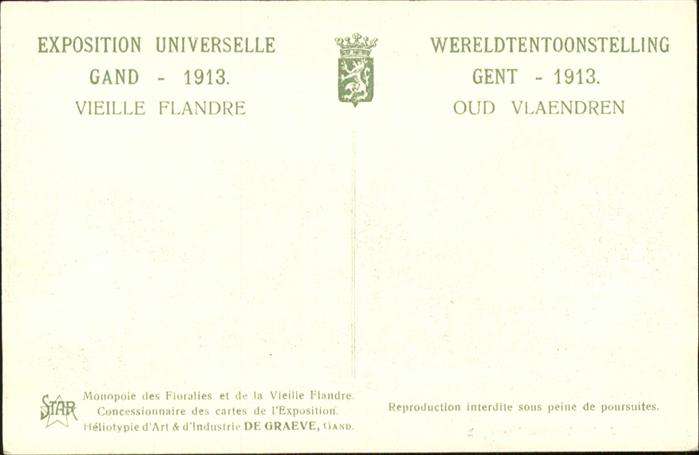 EXPOSITION UNIVERSELLE
GAND - 1913.
VIEILLE FLANDRE
WERELDTENTOONSTELLING
GENT - 1913.
OUD VLAENDREN
STAR
Monopole des Floralies et de la Vieille Flandre.
Concessionnaire des cartes de l'Exposition.
Héliotypie d'Art & d'Industrie DE GRAEVE, GAND.
Reproduction interdite sous peine de poursuites.